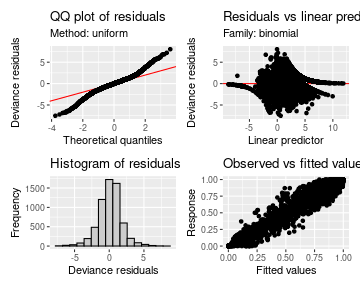 QQ plot of residuals
Method: uniform
Deviance residuals
5
0
-5
-4
-2
0
2
Theoretical quantiles
Residuals vs linear pred
Family: binomial
Deviance residuals
5
0
-5
-5
0
5
10
Linear predictor
Histogram of residuals
Frequency
1500
1000
500
0
-5
0
5
Deviance residuals
Observed vs fitted value
Response
1.00
0.75
0.50
0.25
0.00
0.00
0.25
0.50
0.75
1.00
Fitted values